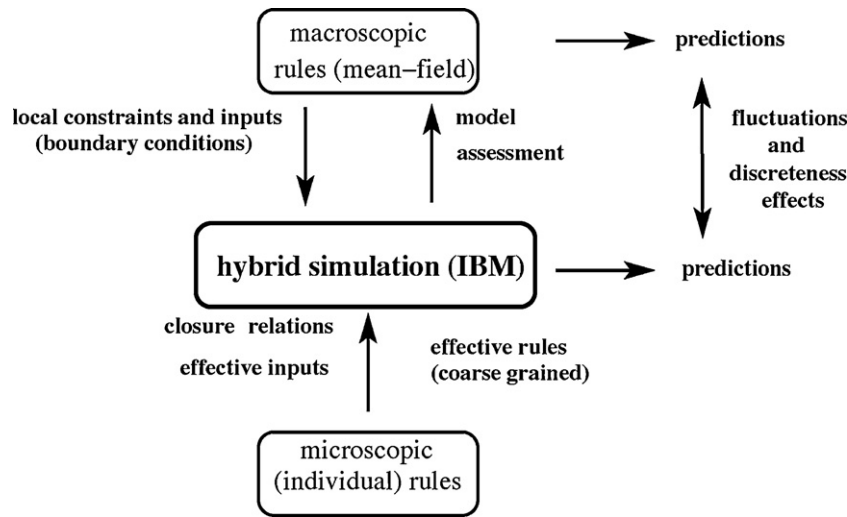 macroscopic
rules (mean–field)
predictions
local constraints and inputs
(boundary conditions)
model
assessment
fluctuations
and
discreteness
effects
hybrid simulation (IBM)
predictions
closure relations
effective inputs
effective rules
(coarse grained)
microscopic
(individual) rules